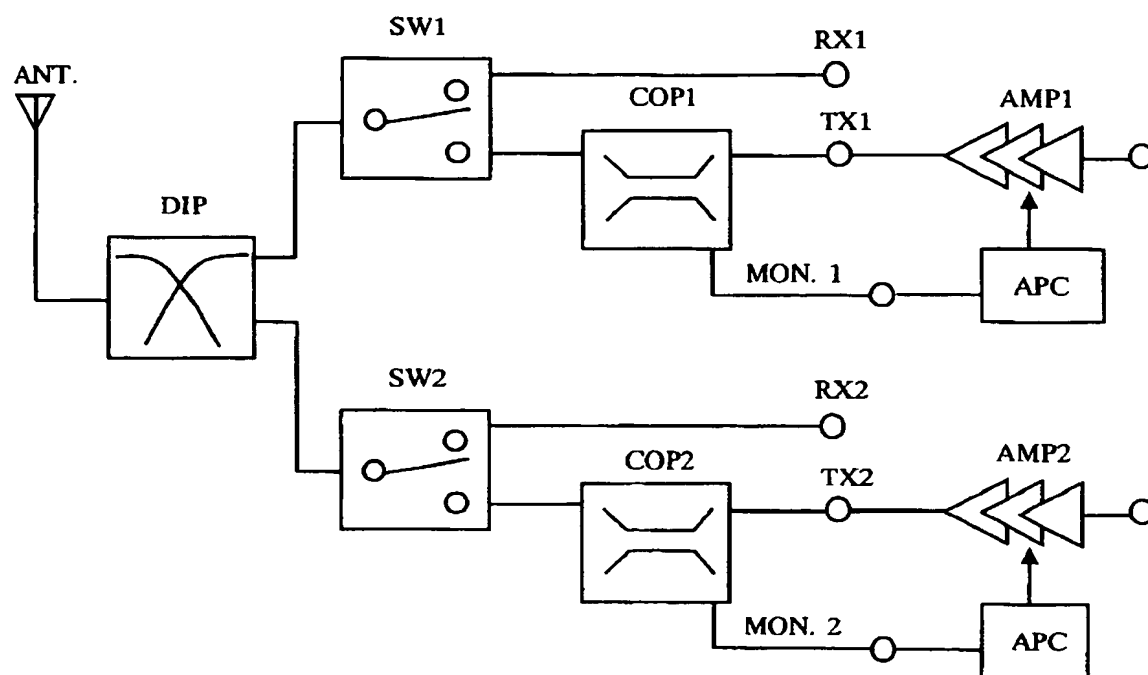 SW1
RX1
ANT.
COP1
AMP1
TX1
DIP
MON. 1
APC
SW2
RX2
COP2
TX2
AMP2
MON. 2
APC